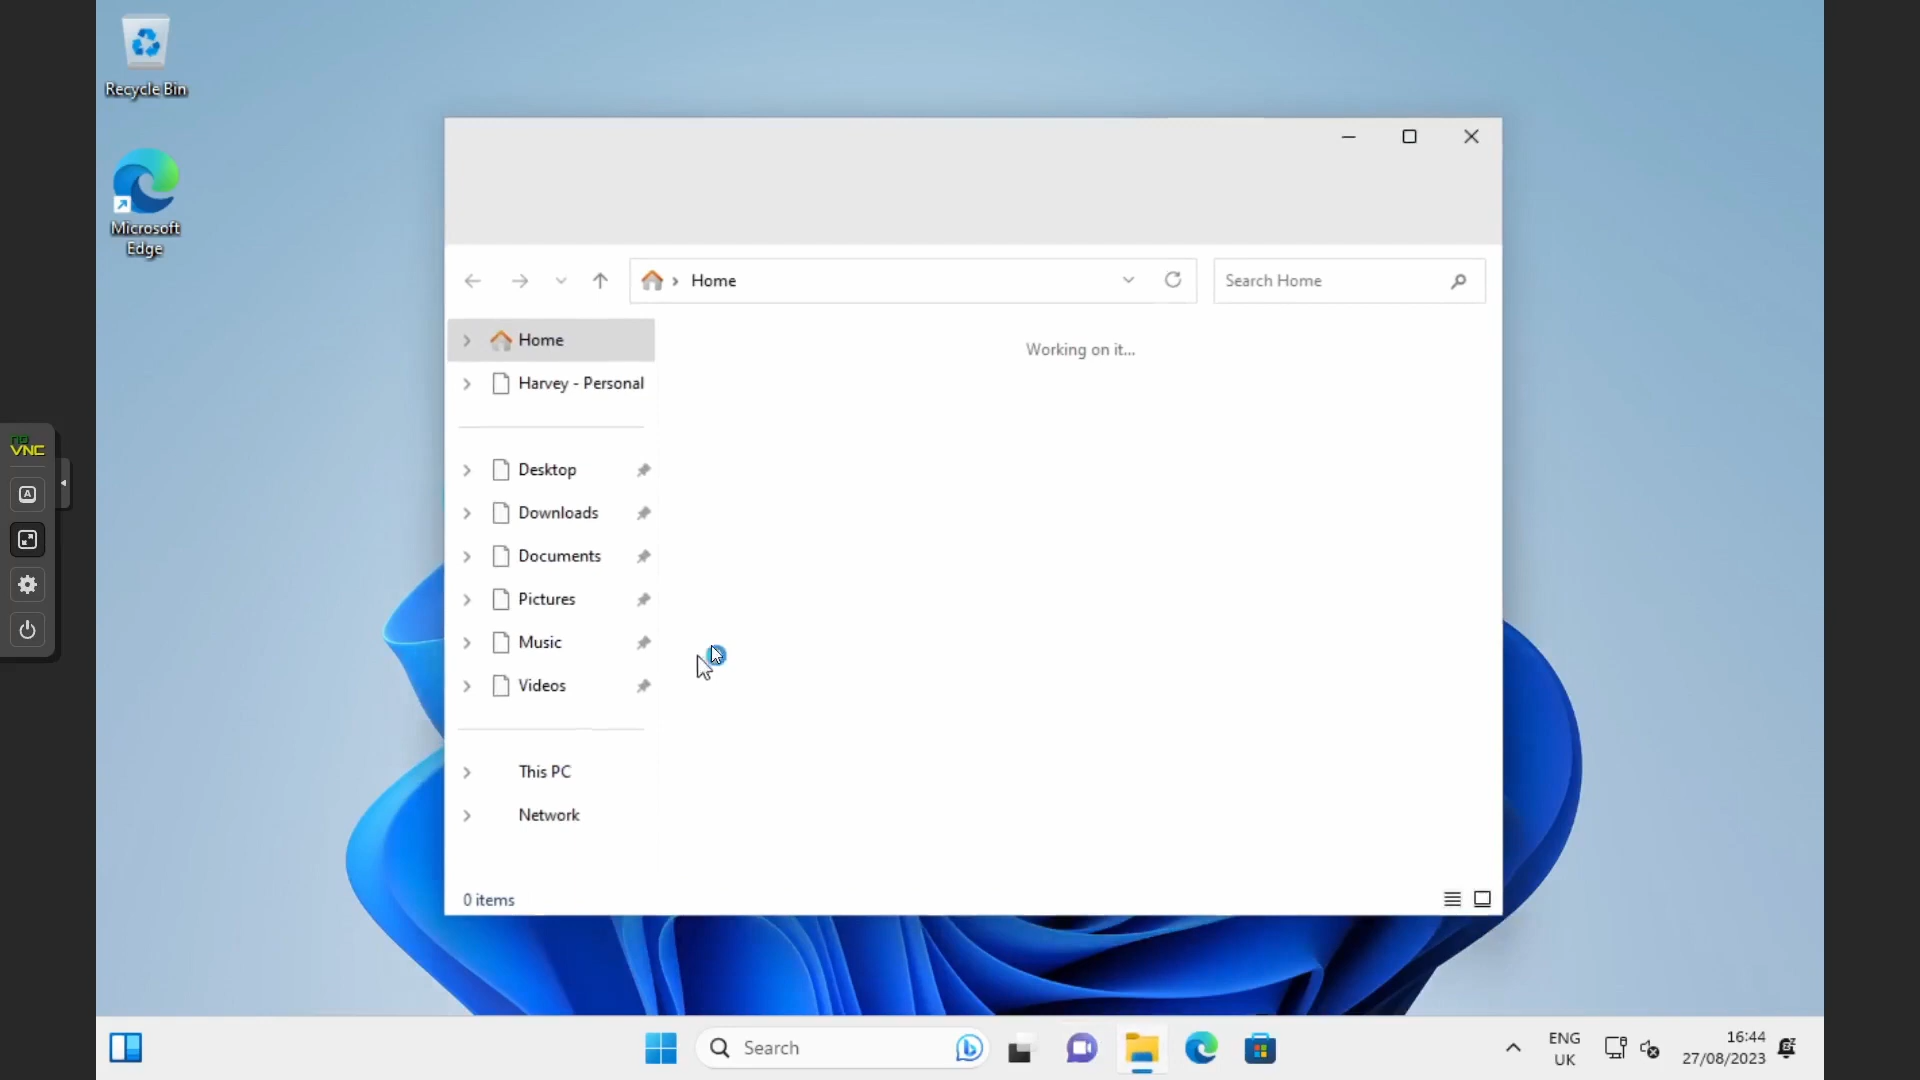 Recycle Bin
Microsoft
Edge
no
VNC
A
Home
Search Home
Home
Working on it...
Harvey - Personal
Desktop
Downloads
Documents
Pictures
Music
Videos
This PC
Network
0 items
Search
ENG
UK
16:44
27/08/2023